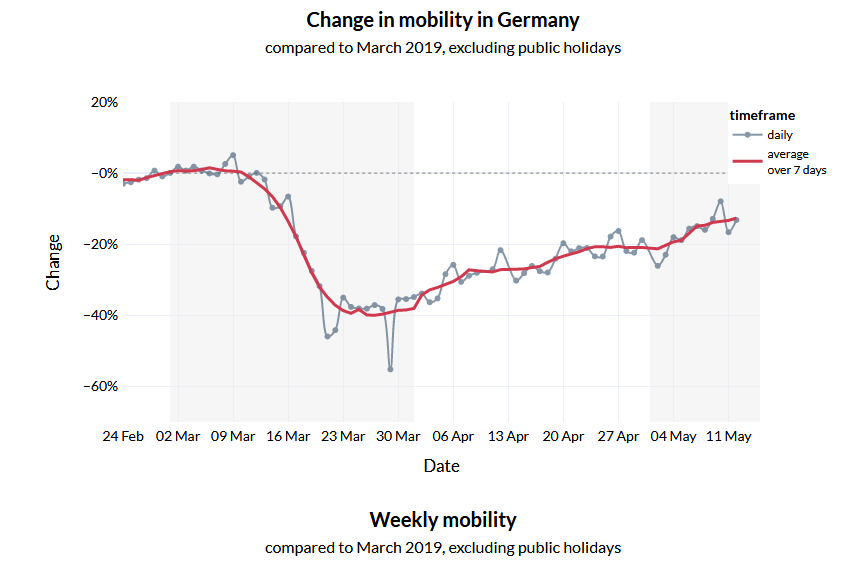 Change in mobility in Germany
compared to March 2019, excluding public holidays
timeframe
daily
average
over 7 days
20%
−0%
−20%
−40%
−60%
Change
24 Feb 02 Mar 09 Mar 16 Mar 23 Mar 30 Mar 06 Apr 13 Apr 20 Apr 27 Apr 04 May 11 May
Date
Weekly mobility
compared to March 2019, excluding public holidays